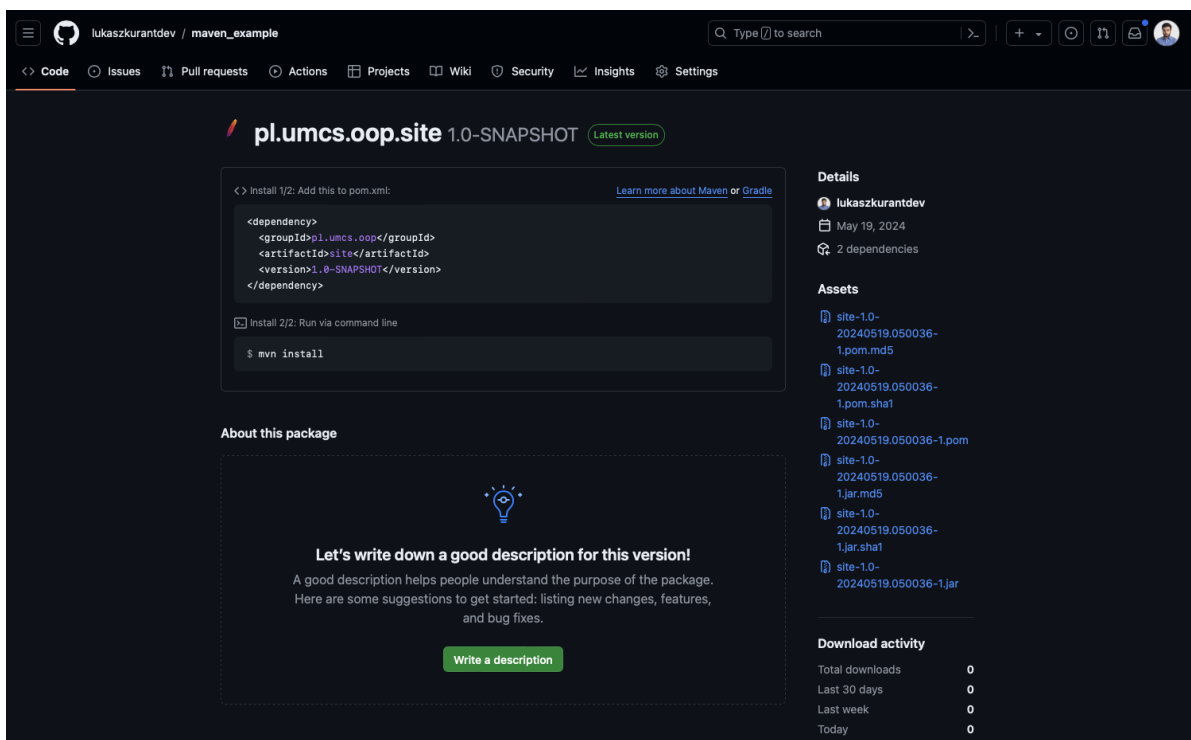 lukaszkurantdev / maven_example
Type / to search
Code Issues Pull requests Actions Projects Wiki Security Insights Settings
pl.umcs.oop.site 1.0-SNAPSHOT Latest version
Install 1/2: Add this to pom.xml:
Learn more about Maven or Gradle
<dependency>
<groupId>pl.umcs.oop</groupId>
<artifactId>site</artifactId>
<version>1.0-SNAPSHOT</version>
</dependency>
Install 2/2: Run via command line
$ mvn install
About this package
Let's write down a good description for this version!
A good description helps people understand the purpose of the package.
Here are some suggestions to get started: listing new changes, features,
and bug fixes.
Write a description
Details
lukaszkurantdev
May 19, 2024
2 dependencies
Assets
site-1.0-
20240519.050036-
1.pom.md5
site-1.0-
20240519.050036-
1.pom.sha1
site-1.0-
20240519.050036-1.pom
site-1.0-
20240519.050036-
1.jar.md5
site-1.0-
20240519.050036-
1.jar.sha1
site-1.0-
20240519.050036-1.jar
Download activity
Total downloads 0
Last 30 days 0
Last week 0
Today 0